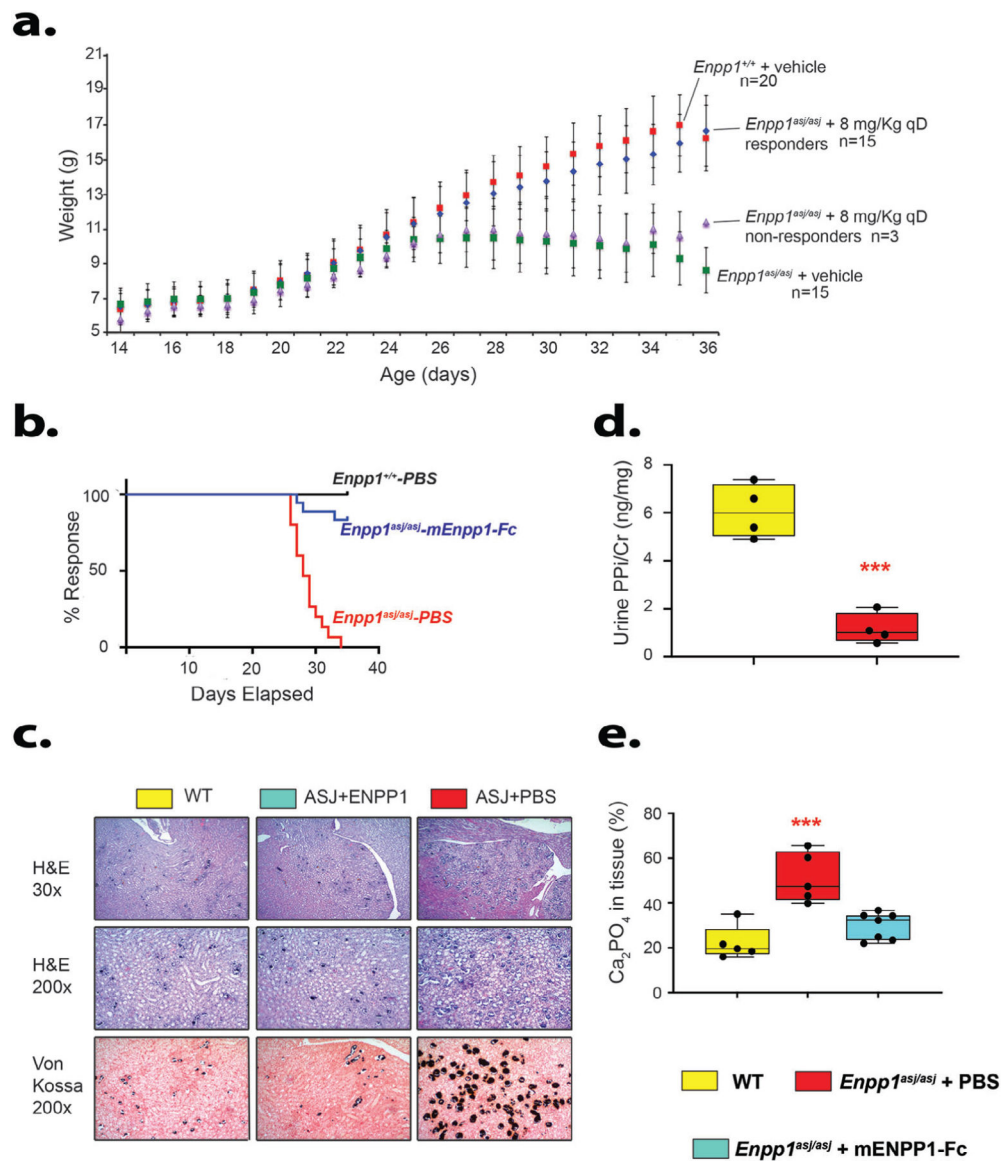 a.
21
19
17
15
13
11
9
7
5
Weight (g)
14 16 18 20 22 24 26 28 30 32 34 36
Age (days)
Enpp1+/+ + vehicle
n=20
Enpp1asj/asj + 8 mg/Kg qD
responders n=15
Enpp1asj/asj + 8 mg/Kg qD
non-responders n=3
Enpp1asj/asj + vehicle
n=15
b.
100
50
0
% Response
10 20 30 40
Days Elapsed
Enpp1+/+-PBS
Enpp1asj/asj-mEnpp1-Fc
Enpp1asj/asj-PBS
d.
8
6
4
2
0
Urine PPi/Cr (ng/mg)
***
c.
WT ASJ+ENPP1 ASJ+PBS
H&E
30x
H&E
200x
Von
Kossa
200x
e.
80
60
40
20
0
Ca2PO4 in tissue (%)
***
WT Enpp1asj/asj + PBS
Enpp1asj/asj + mENPP1-Fc